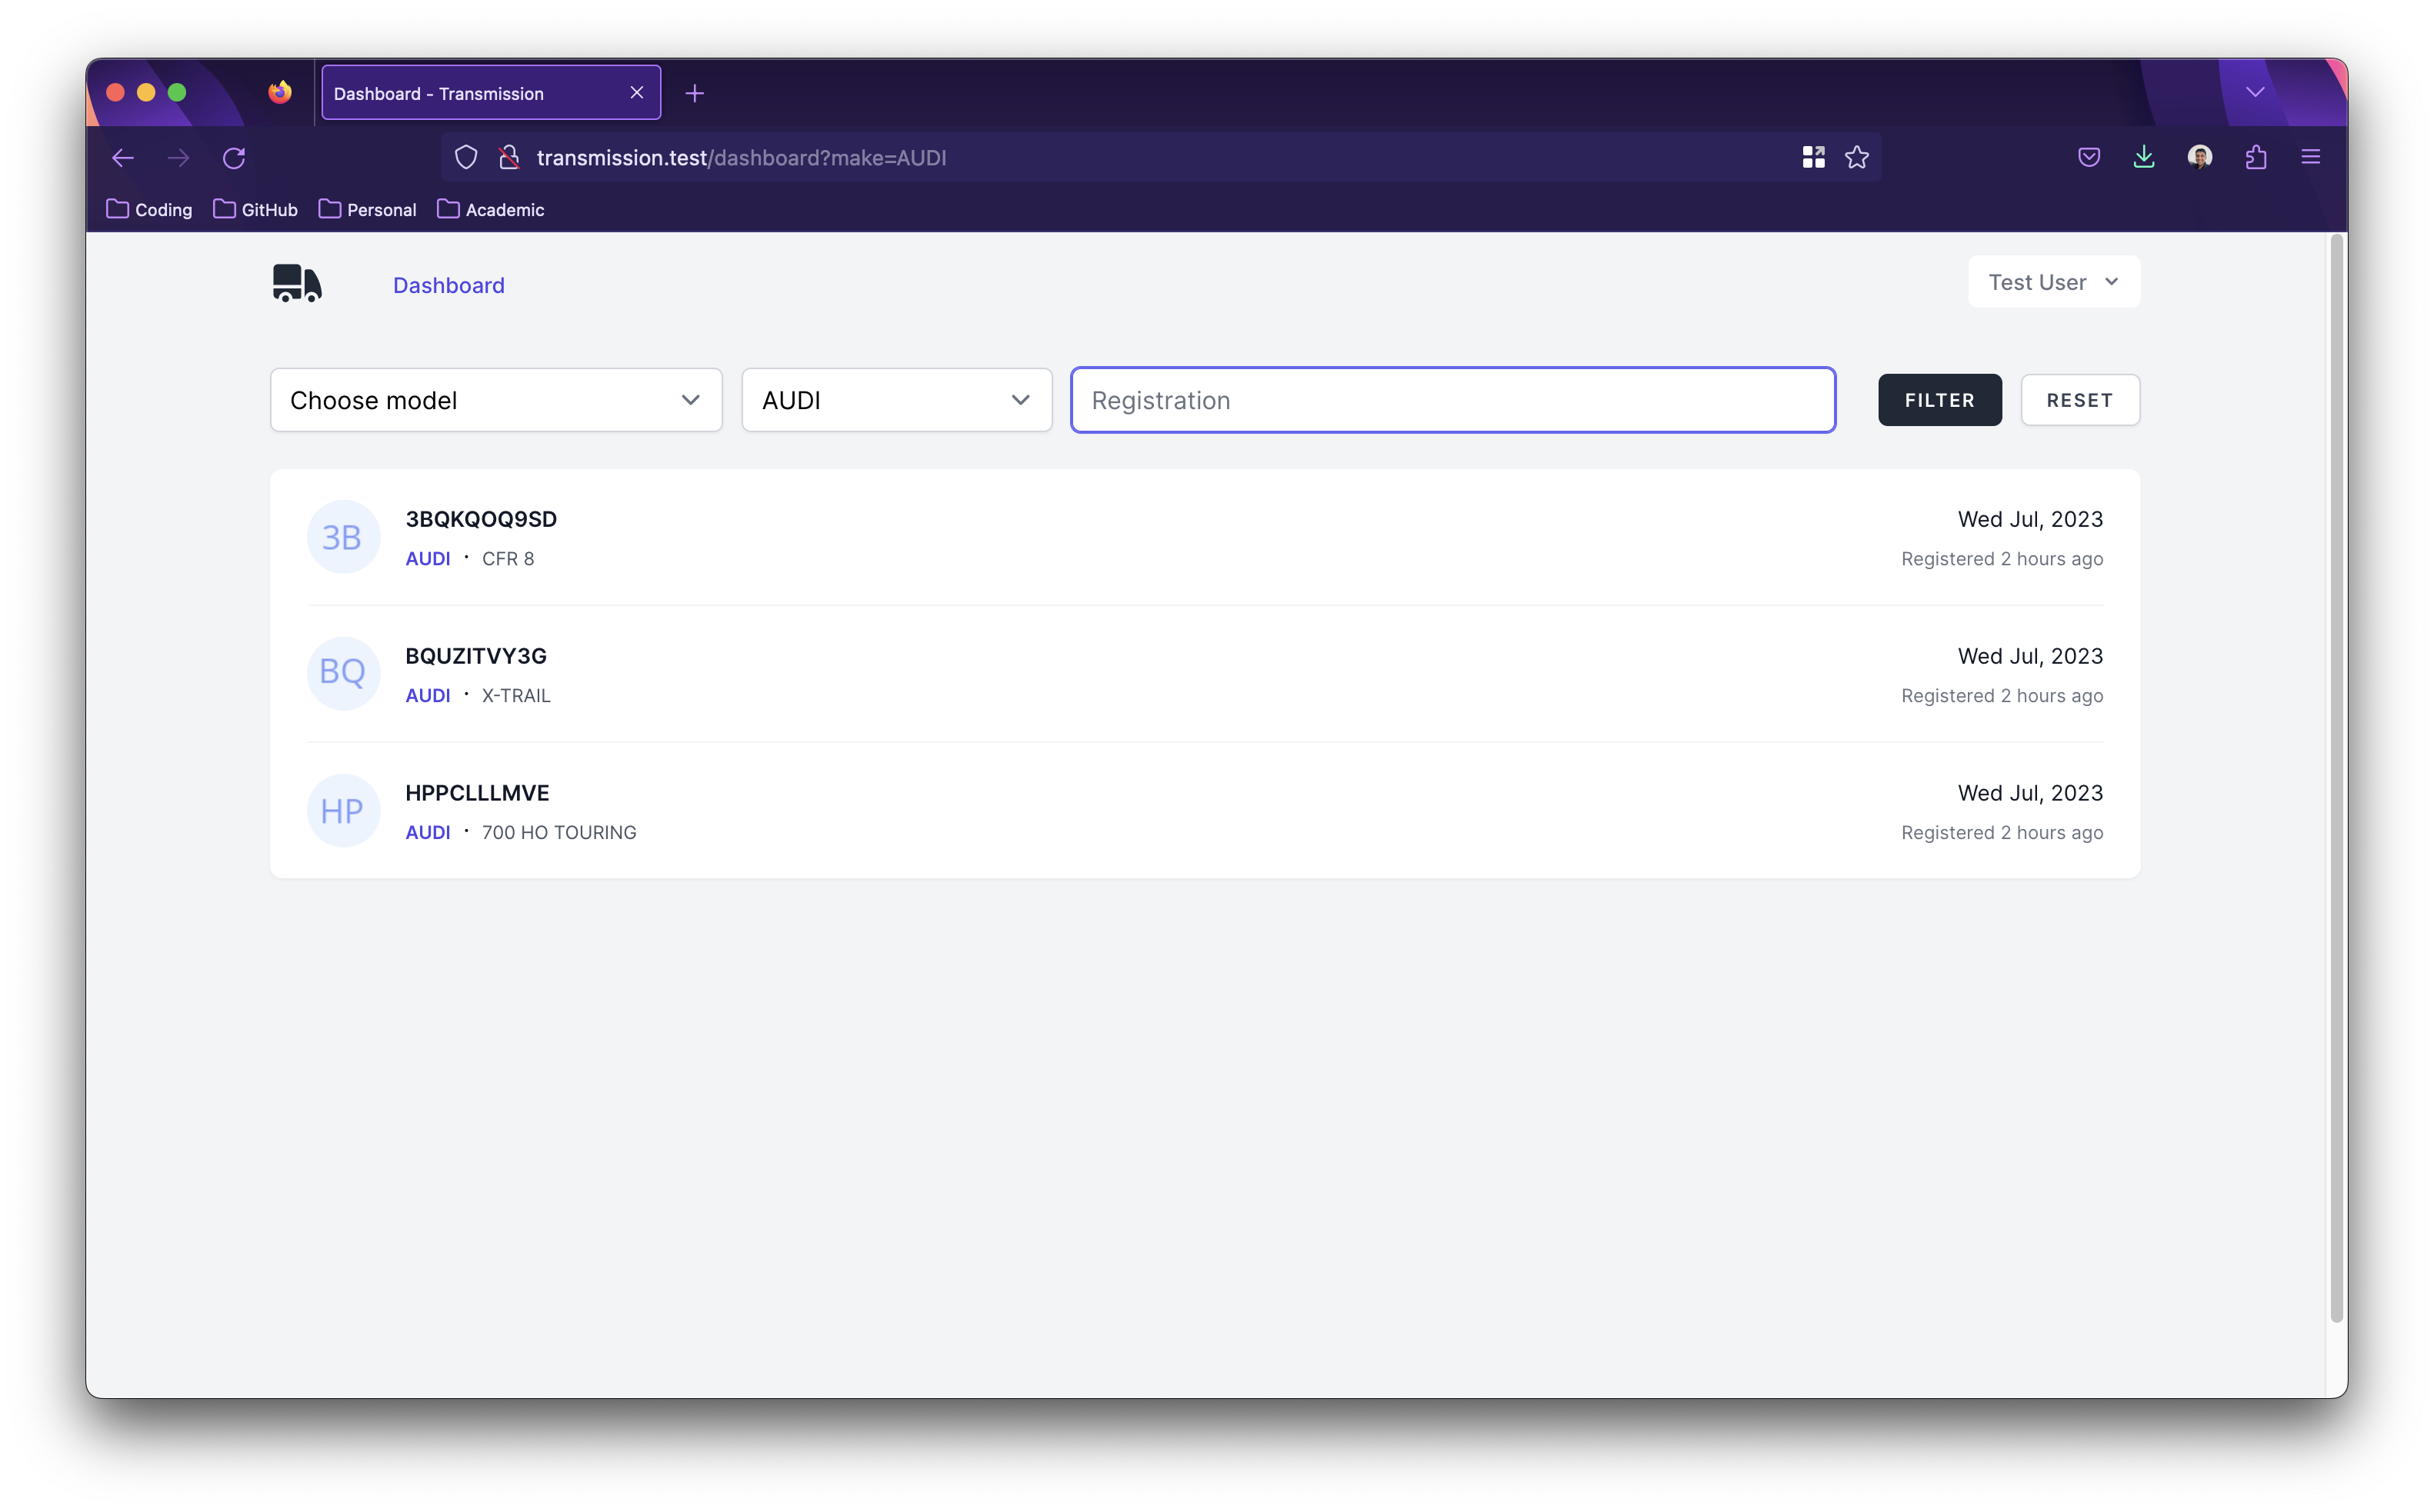 Dashboard - Transmission
transmission.test/dashboard?make=AUDI
Coding GitHub Personal Academic
Dashboard Test User
Choose model AUDI Registration FILTER RESET
3B 3BQKQOQ9SD Wed Jul, 2023
AUDI · CFR 8 Registered 2 hours ago
BQ BQUZITVY3G Wed Jul, 2023
AUDI · X-TRAIL Registered 2 hours ago
HP HPPCLLLMVE Wed Jul, 2023
AUDI · 700 HO TOURING Registered 2 hours ago